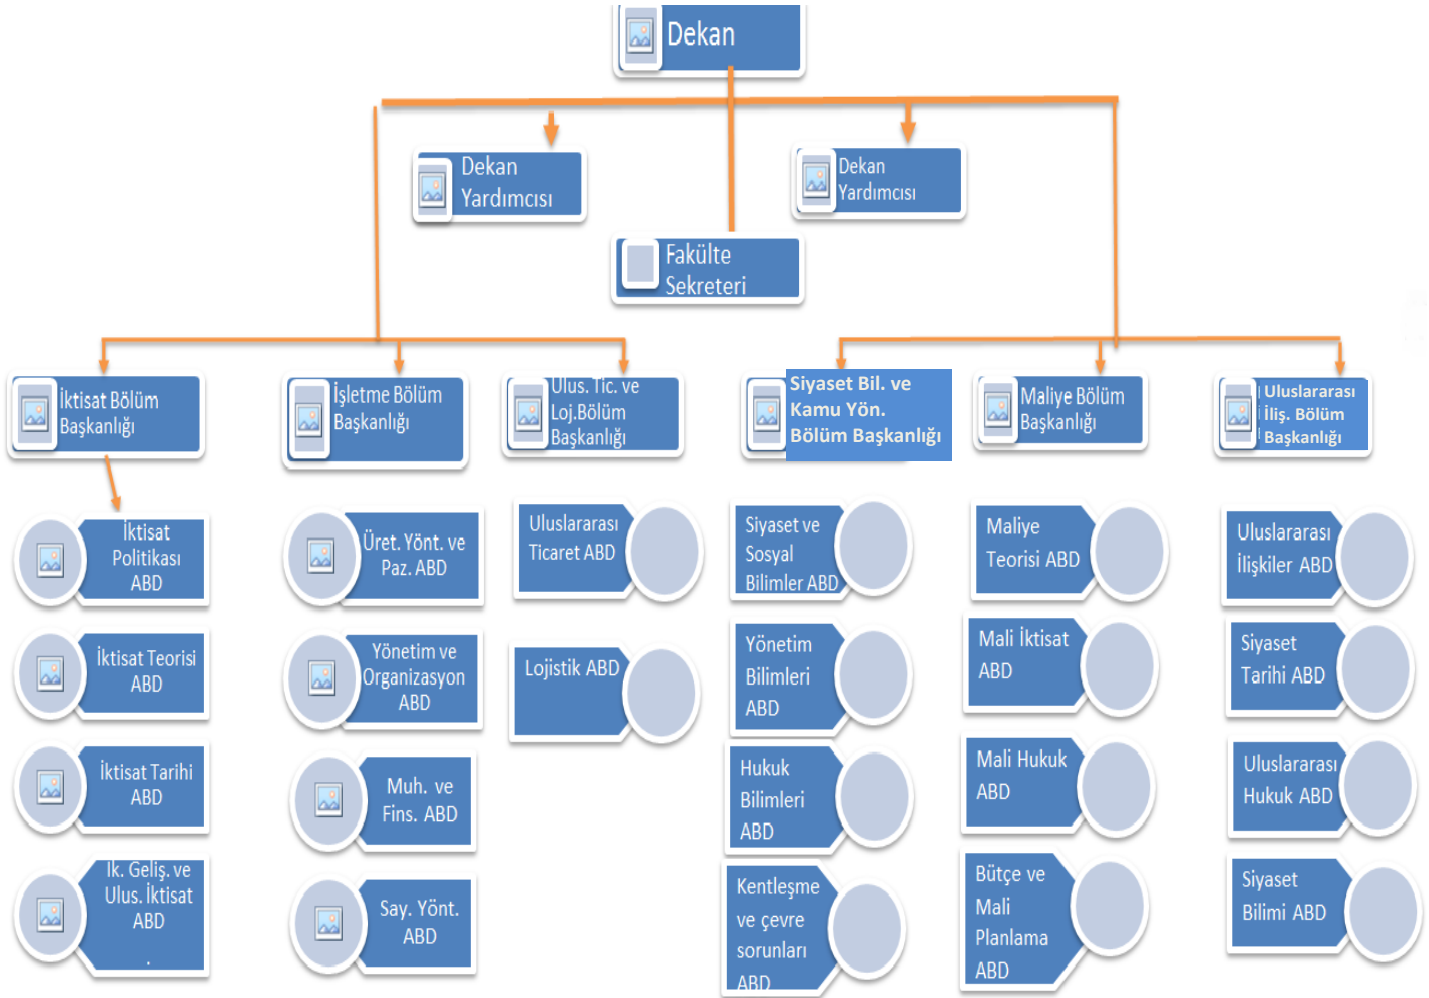 Dekan
Dekan
Yardımcısı
Dekan
Yardımcısı
Fakülte
Sekreteri
İktisat Bölüm
Başkanlığı
İşletme Bölüm
Başkanlığı
Ulus. Tic. ve
Loj.Bölüm
Başkanlığı
Siyaset Bil. ve
Kamu Yön.
Bölüm Başkanlığı
Maliye Bölüm
Başkanlığı
Uluslararası
İliş. Bölüm
Başkanlığı
İktisat
Politikası
ABD
İktisat Teorisi
ABD
İktisat Tarihi
ABD
İk. Geliş. ve
Ulus. İktisat
ABD
.
Üret. Yönt. ve
Paz. ABD
Yönetim ve
Organizasyon
ABD
Muh. ve
Fins. ABD
Say. Yönt.
ABD
Uluslararası
Ticaret ABD
Lojistik ABD
Siyaset ve
Sosyal
Bilimler ABD
Yönetim
Bilimleri
ABD
Hukuk
Bilimleri
ABD
Kentleşme
ve çevre
sorunları
ABD
Maliye
Teorisi ABD
Mali İktisat
ABD
Mali Hukuk
ABD
Bütçe ve
Mali
Planlama
ABD
Uluslararası
İlişkiler ABD
Siyaset
Tarihi ABD
Uluslararası
Hukuk ABD
Siyaset
Bilimi ABD